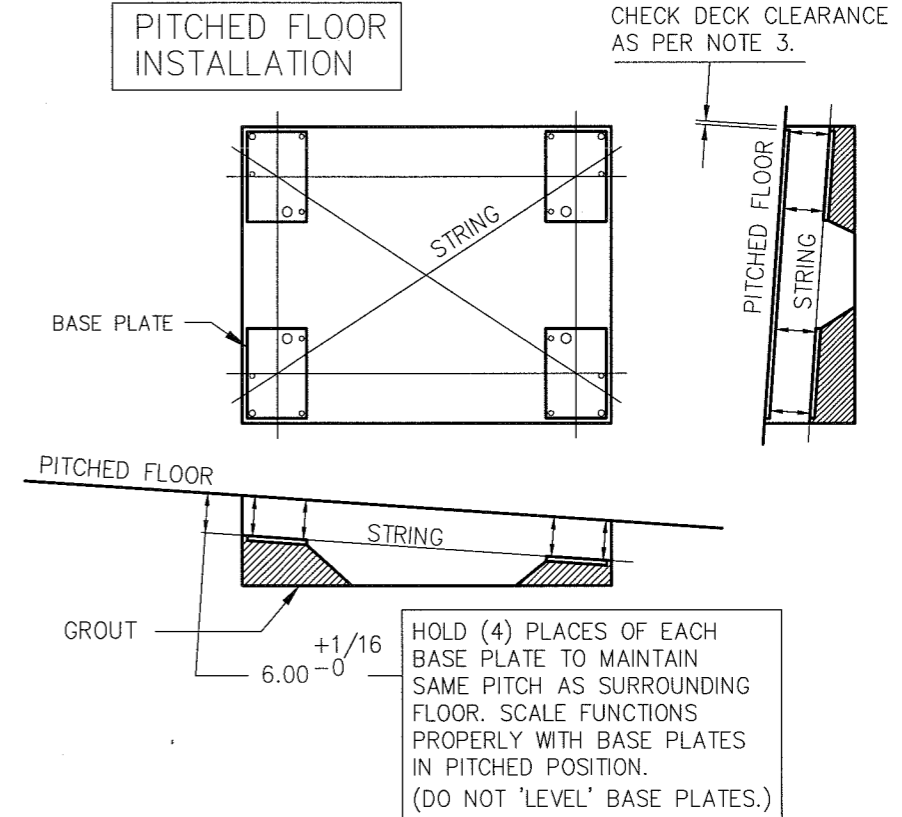 PITCHED FLOOR
INSTALLATION
CHECK DECK CLEARANCE
AS PER NOTE 3.
STRING
BASE PLATE
PITCHED FLOOR
STRING
PITCHED FLOOR
STRING
GROUT
6.00 +1/16 -0
HOLD (4) PLACES OF EACH
BASE PLATE TO MAINTAIN
SAME PITCH AS SURROUNDING
FLOOR. SCALE FUNCTIONS
PROPERLY WITH BASE PLATES
IN PITCHED POSITION.
(DO NOT 'LEVEL' BASE PLATES.)